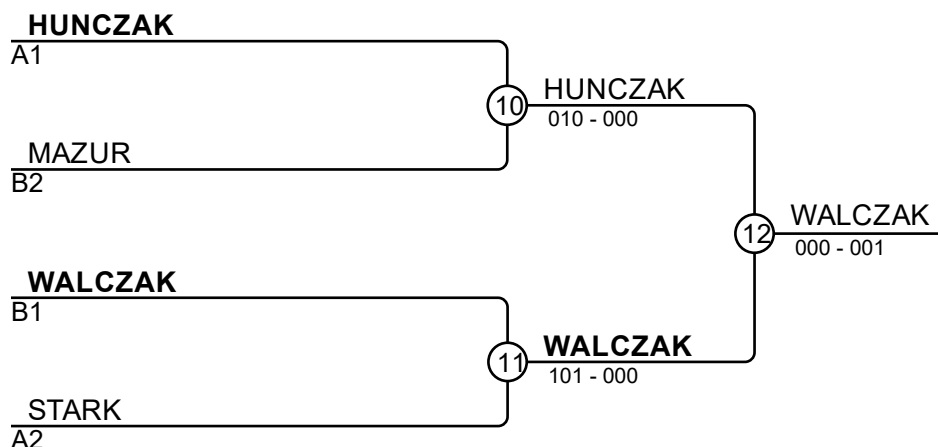 HUNCZAK
A1
10
HUNCZAK
010 - 000
MAZUR
B2
12
WALCZAK
000 - 001
WALCZAK
B1
11
WALCZAK
101 - 000
STARK
A2